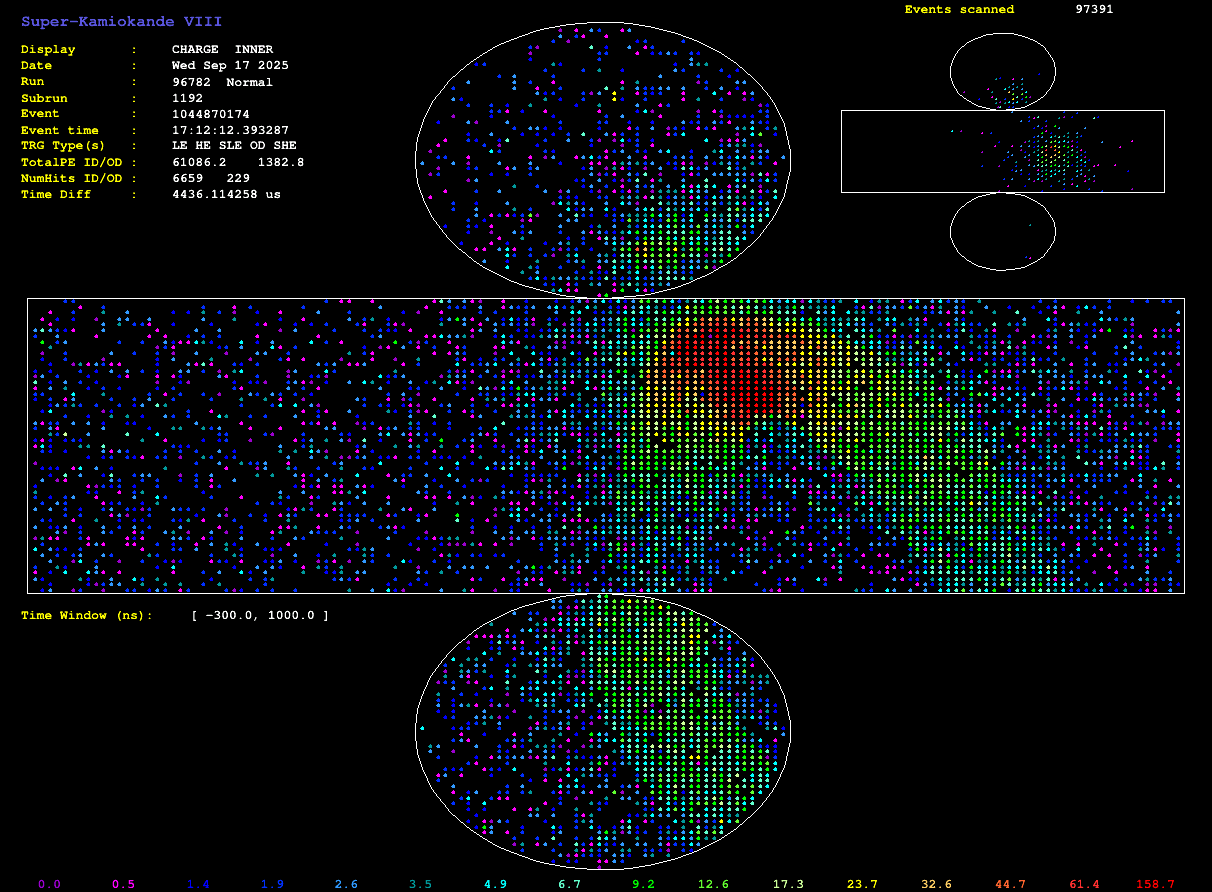 Super-Kamiokande VIII
Events scanned 97391
Display : CHARGE INNER
Date : Wed Sep 17 2025
Run : 96782 Normal
Subrun : 1192
Event : 1044870174
Event time : 17:12:12.393287
TRG Type(s) : LE HE SLE OD SHE
TotalPE ID/OD : 61086.2 1382.8
NumHits ID/OD : 6659 229
Time Diff : 4436.114258 us
Time Window (ns): [ -300.0, 1000.0 ]
0.0 0.5 1.4 1.9 2.6 3.5 4.9 6.7 9.2 12.6 17.3 23.7 32.6 44.7 61.4 158.7